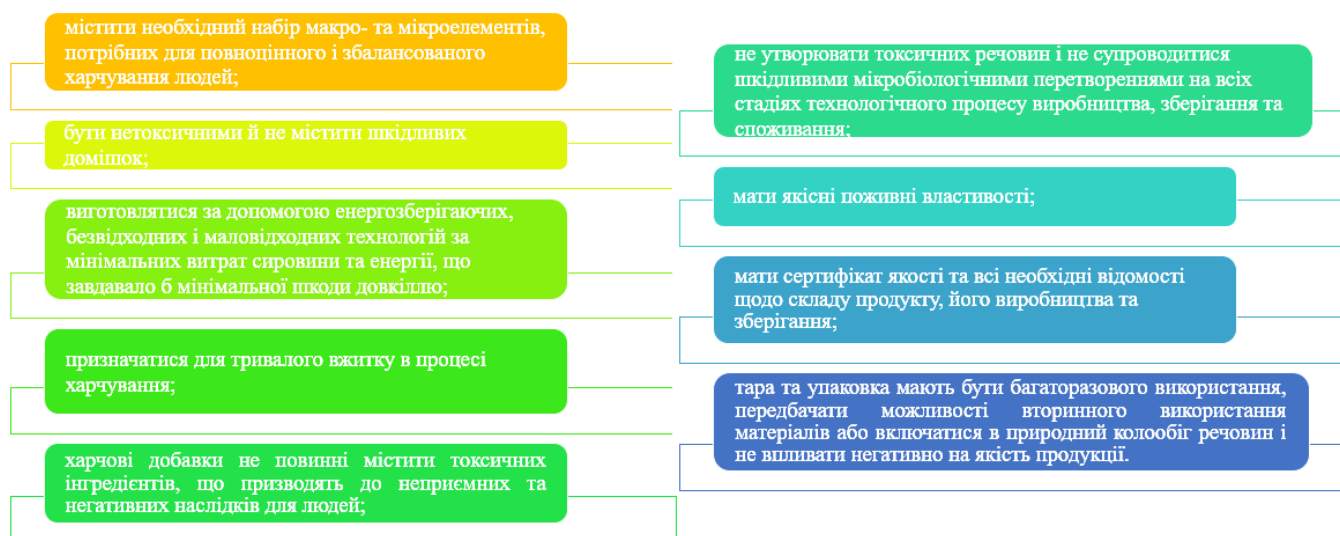 містити необхідний набір макро- та мікроелементів,
потрібних для повноцінного і збалансованого
харчування людей;
бути нетоксичними й не містити шкідливих
домішок;
виготовлятися за допомогою енергозберігаючих,
безвідходних і маловідходних технологій за
мінімальних витрат сировини та енергії, що
завдавало б мінімальної шкоди довкіллю;
призначатися для тривалого вжитку в процесі
харчування;
харчові добавки не повинні містити токсичних
інгредієнтів, що призводять до неприємних та
негативних наслідків для людей;
не утворювати токсичних речовин і не супроводитися
шкідливими мікробіологічними перетвореннями на всіх
стадіях технологічного процесу виробництва, зберігання та
споживання;
мати якісні поживні властивості;
мати сертифікат якості та всі необхідні відомості
щодо складу продукту, його виробництва та
зберігання;
тара та упаковка мають бути багаторазового використання,
передбачати можливості вторинного використання
матеріалів або включатися в природний колообіг речовин і
не впливати негативно на якість продукції.